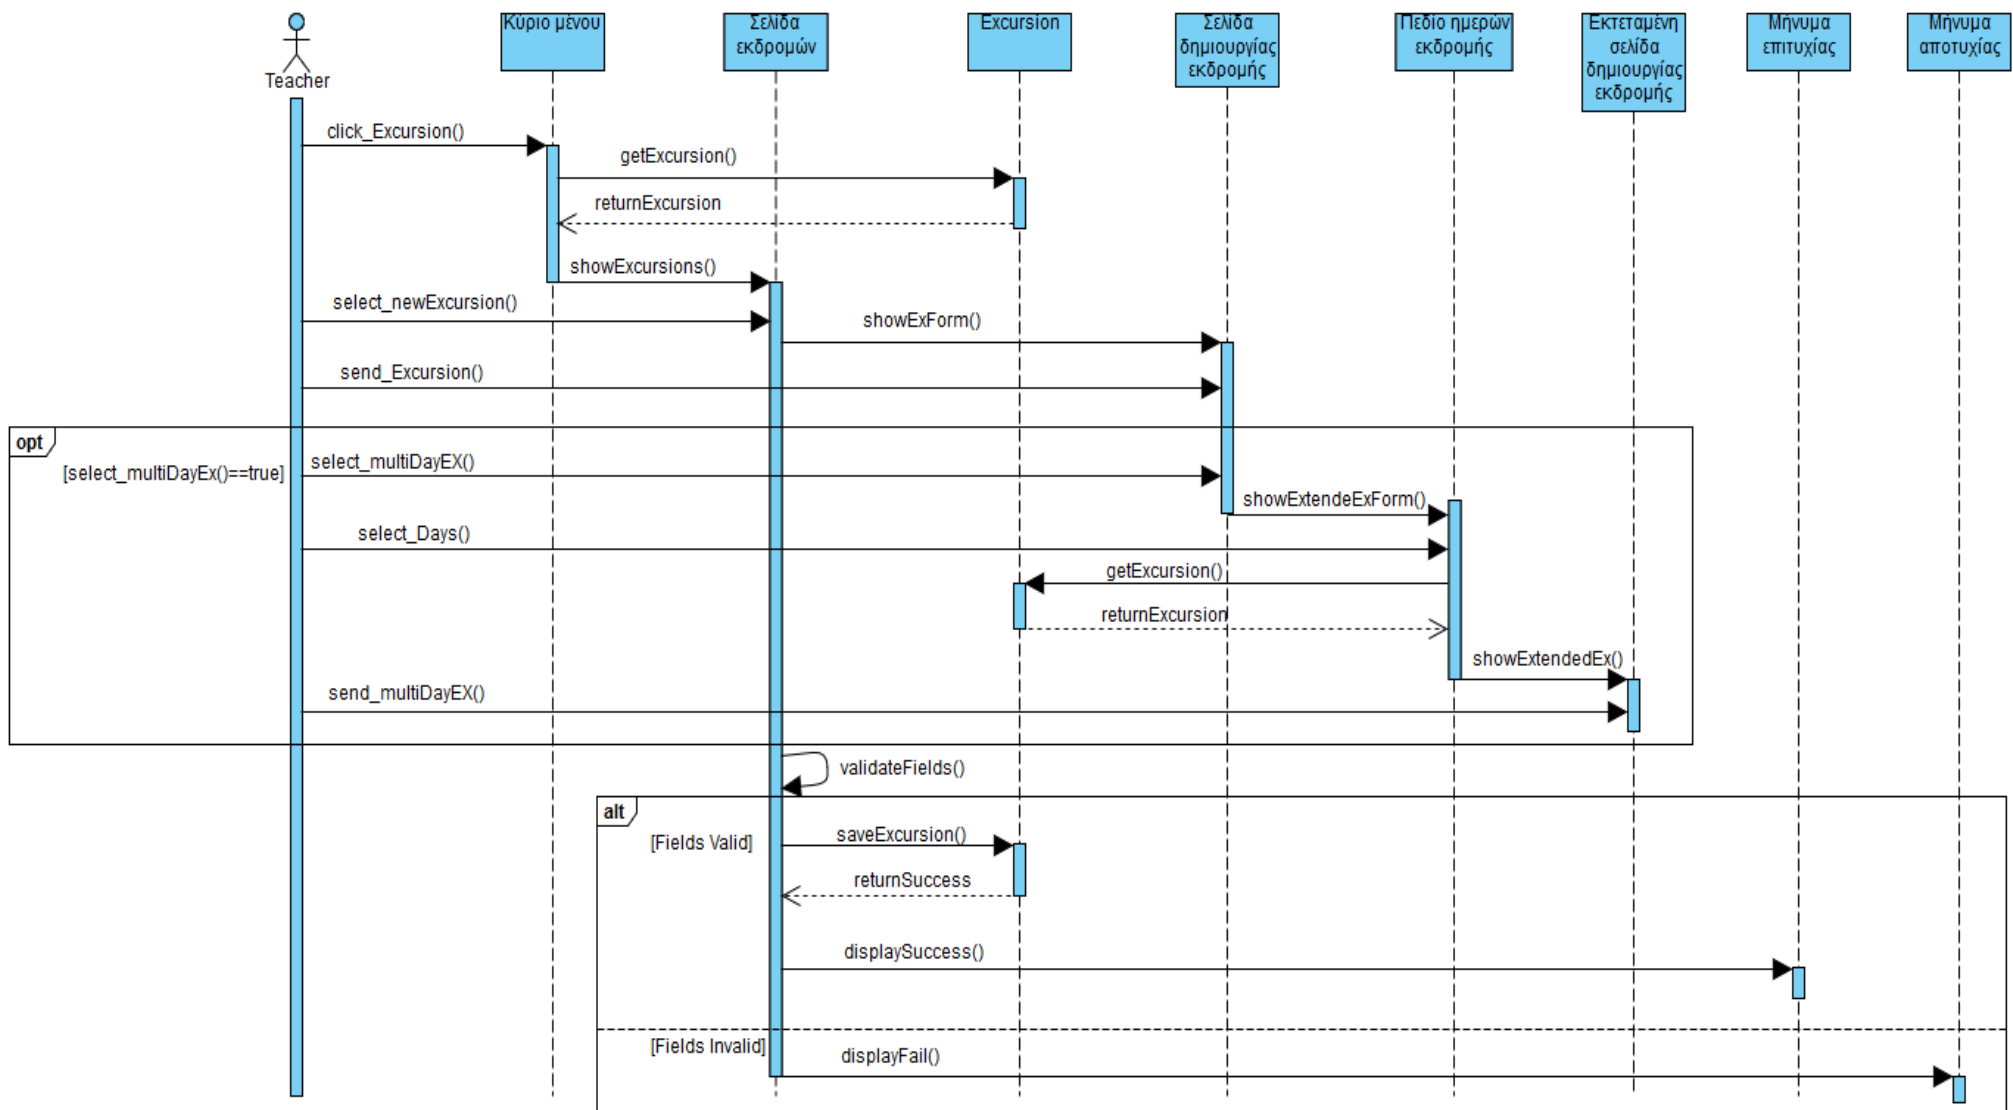 Κύριο μένου
Σελίδα
εκδρομών
Excursion
Σελίδα
δημιουργίας
εκδρομής
Πεδίο ημερών
εκδρομής
Εκτεταμένη
σελίδα
δημιουργίας
εκδρομής
Μήνυμα
επιτυχίας
Μήνυμα
αποτυχίας
Teacher
click_Excursion()
getExcursion()
returnExcursion
showExcursions()
select_newExcursion()
showExForm()
send_Excursion()
opt
[select_multiDayEx()==true]
select_multiDayEX()
showExtendeExForm()
select_Days()
getExcursion()
returnExcursion
showExtendedEx()
send_multiDayEX()
validateFields()
alt
[Fields Valid]
saveExcursion()
returnSuccess
displaySuccess()
[Fields Invalid]
displayFail()